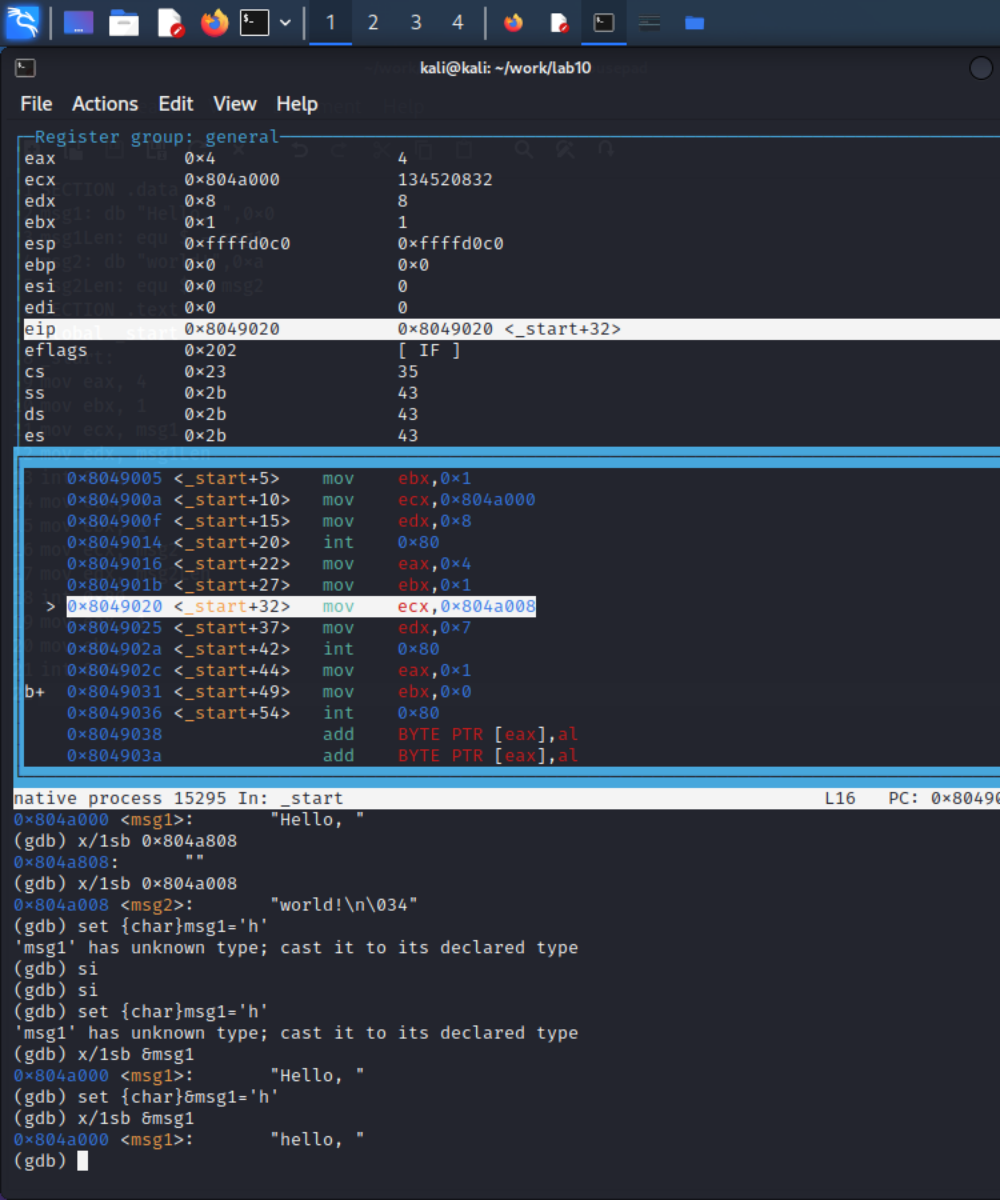 1 2 3 4
kali@kali: ~/work/lab10
File Actions Edit View Help
Register group: general
eax 0×4 4
ecx 0×804a000 134520832
edx 0×8 8
ebx 0×1 1
esp 0×ffffd0c0 0×ffffd0c0
ebp 0×0 0×0
esi 0×0 0
edi 0×0 0
eip 0×8049020 0×8049020 <_start+32>
eflags 0×202 [ IF ]
cs 0×23 35
ss 0×2b 43
ds 0×2b 43
es 0×2b 43
0×8049005 <_start+5> mov ebx,0×1
0×804900a <_start+10> mov ecx,0×804a000
0×804900f <_start+15> mov edx,0×8
0×8049014 <_start+20> int 0×80
0×8049016 <_start+22> mov eax,0×4
0×804901b <_start+27> mov ebx,0×1
> 0×8049020 <_start+32> mov ecx,0×804a008
0×8049025 <_start+37> mov edx,0×7
0×804902a <_start+42> int 0×80
0×804902c <_start+44> mov eax,0×1
b+ 0×8049031 <_start+49> mov ebx,0×0
0×8049036 <_start+54> int 0×80
0×8049038 add BYTE PTR [eax],al
0×804903a add BYTE PTR [eax],al
native process 15295 In: _start L16 PC: 0×80490
0×804a000 <msg1>: "Hello, "
(gdb) x/1sb 0×804a808
0×804a808: ""
(gdb) x/1sb 0×804a008
0×804a008 <msg2>: "world!\n\034"
(gdb) set {char}msg1='h'
'msg1' has unknown type; cast it to its declared type
(gdb) si
(gdb) si
(gdb) set {char}msg1='h'
'msg1' has unknown type; cast it to its declared type
(gdb) x/1sb &msg1
0×804a000 <msg1>: "Hello, "
(gdb) set {char}&msg1='h'
(gdb) x/1sb &msg1
0×804a000 <msg1>: "hello, "
(gdb)